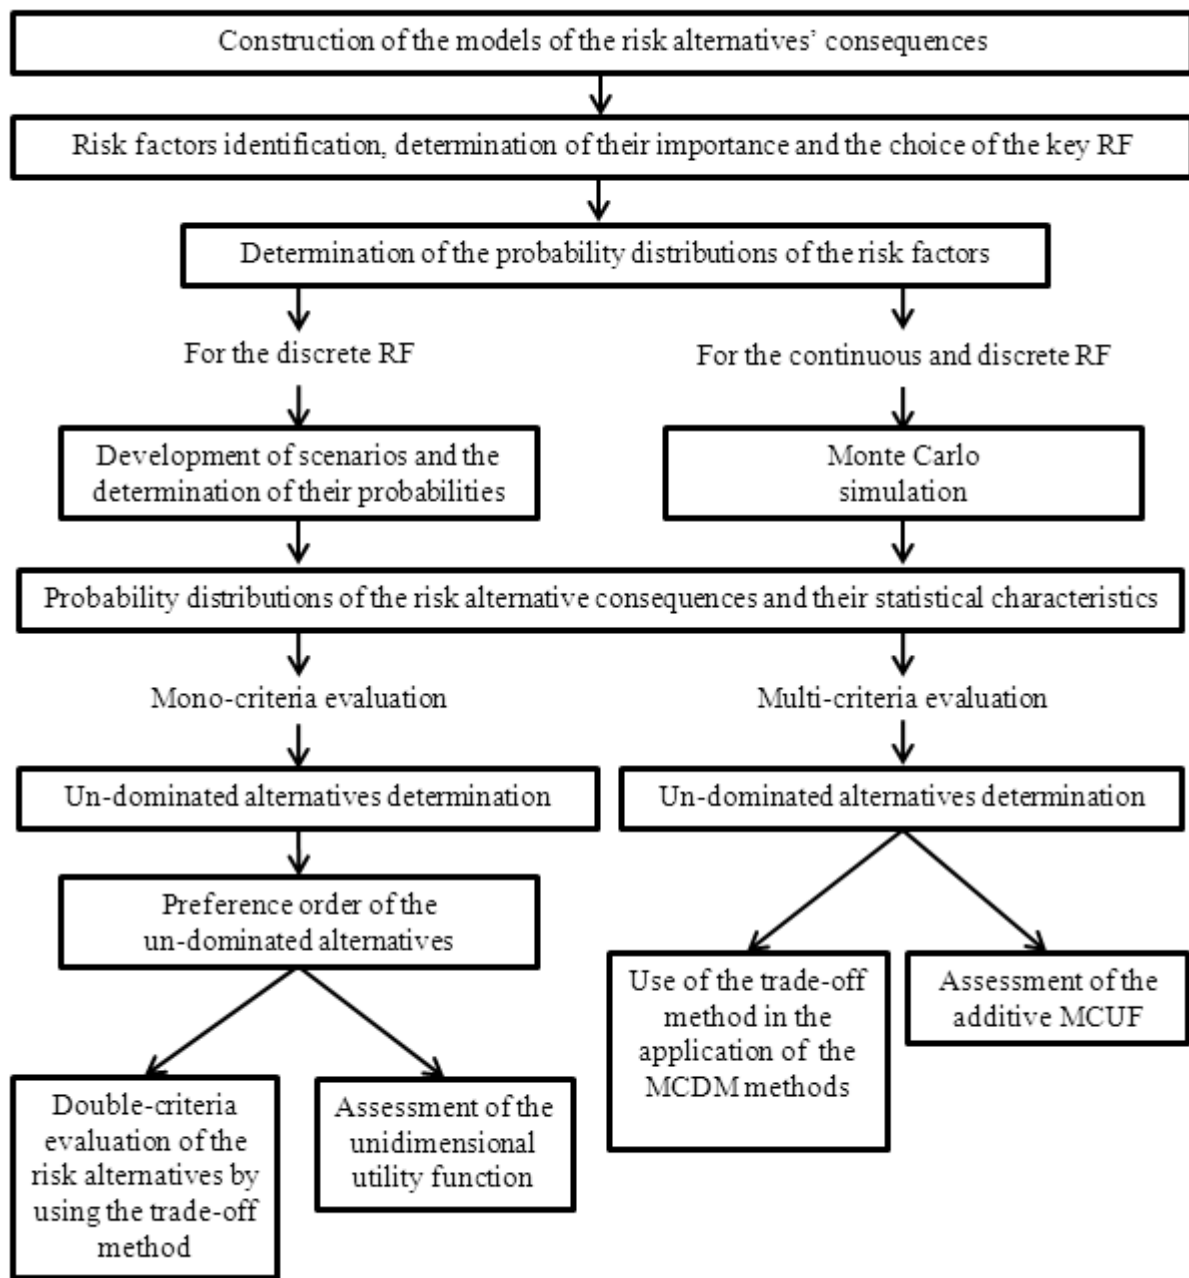 Construction of the models of the risk alternatives’ consequences
Risk factors identification, determination of their importance and the choice of the key RF
Determination of the probability distributions of the risk factors
For the discrete RF
For the continuous and discrete RF
Development of scenarios and the
determination of their probabilities
Monte Carlo
simulation
Probability distributions of the risk alternative consequences and their statistical characteristics
Mono-criteria evaluation
Multi-criteria evaluation
Un-dominated alternatives determination
Un-dominated alternatives determination
Preference order of the
un-dominated alternatives
Use of the trade-off
method in the
application of the
MCDM methods
Assessment of the
additive MCUF
Double-criteria
evaluation of the
risk alternatives by
using the trade-off
method
Assessment of the
unidimensional
utility function